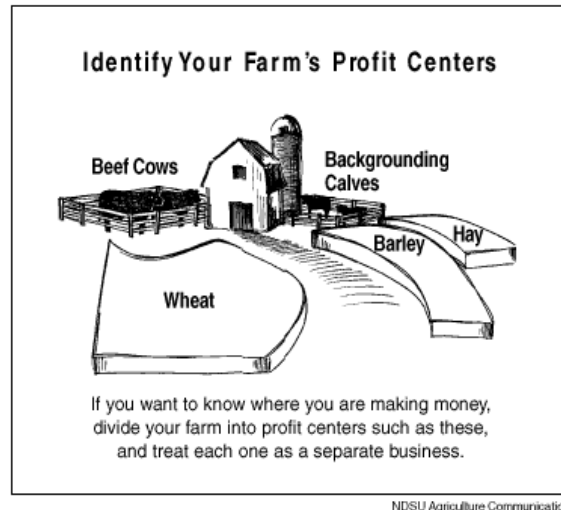 Identify Your Farm's Profit Centers
Beef Cows
Backgrounding
Calves
Barley
Hay
Wheat
If you want to know where you are making money,
divide your farm into profit centers such as these,
and treat each one as a separate business.
NDSU Agriculture